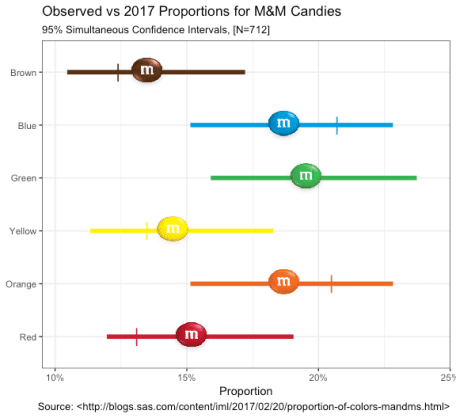 Observed vs 2017 Proportions for M&M Candies
95% Simultaneous Confidence Intervals, [N=712]
Brown
m
Blue
m
Green
m
Yellow
m
Orange
m
Red
m
10%
15%
20%
25%
Proportion
Source: <http://blogs.sas.com/content/iml/2017/02/20/proportion-of-colors-mandms.html>